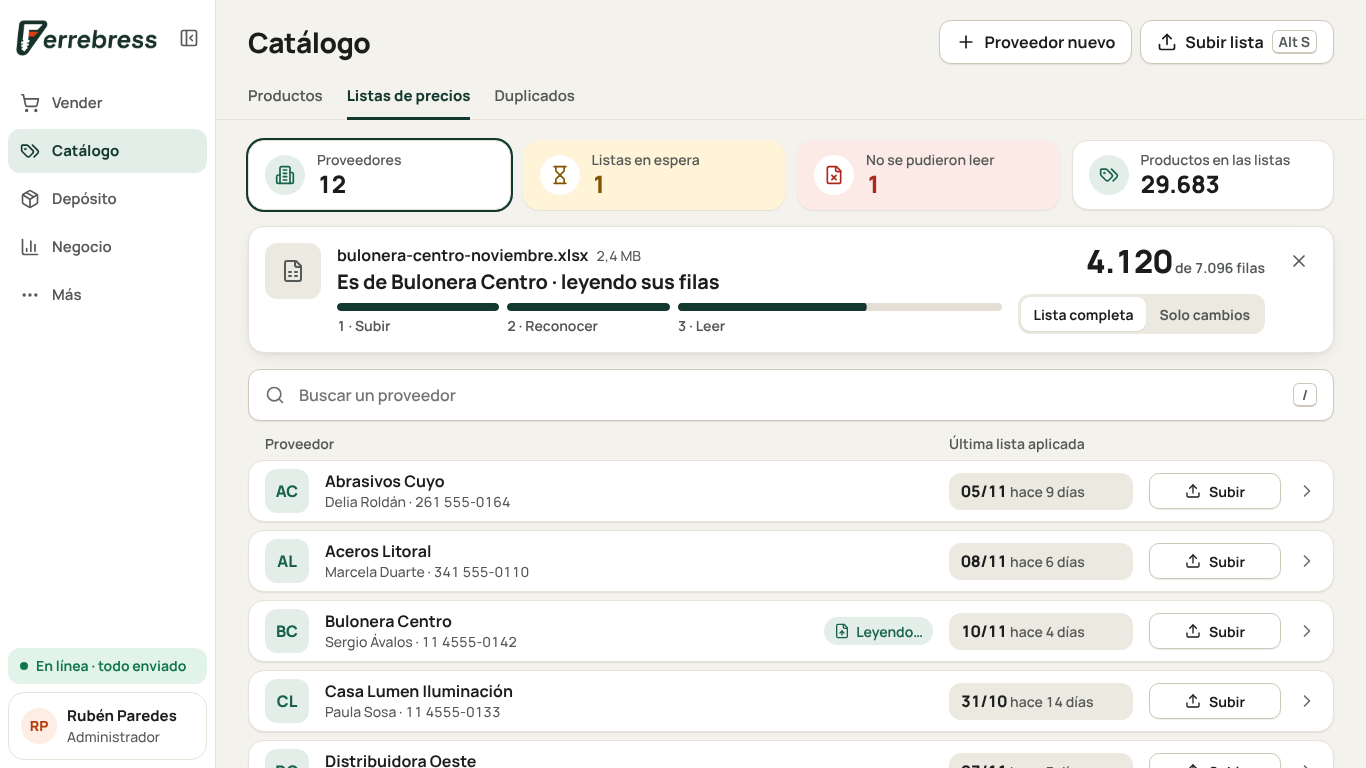 Ferrebress
Vender
Catálogo
Depósito
Negocio
Más
En línea · todo enviado
RP
Rubén Paredes
Administrador
Catálogo
Proveedor nuevo
Subir lista Alt S
Productos
Listas de precios
Duplicados
Proveedores
12
Listas en espera
1
No se pudieron leer
1
Productos en las listas
29.683
bulonera-centro-noviembre.xlsx 2,4 MB
Es de Bulonera Centro · leyendo sus filas
1 · Subir
2 · Reconocer
3 · Leer
4.120 de 7.096 filas
Lista completa
Solo cambios
Buscar un proveedor
/
Proveedor
Última lista aplicada
AC
Abrasivos Cuyo
Delia Roldán · 261 555-0164
05/11 hace 9 días
Subir
AL
Aceros Litoral
Marcela Duarte · 341 555-0110
08/11 hace 6 días
Subir
BC
Bulonera Centro
Sergio Ávalos · 11 4555-0142
Leyendo…
10/11 hace 4 días
Subir
CL
Casa Lumen Iluminación
Paula Sosa · 11 4555-0133
31/10 hace 14 días
Subir
Distribuidora Oeste